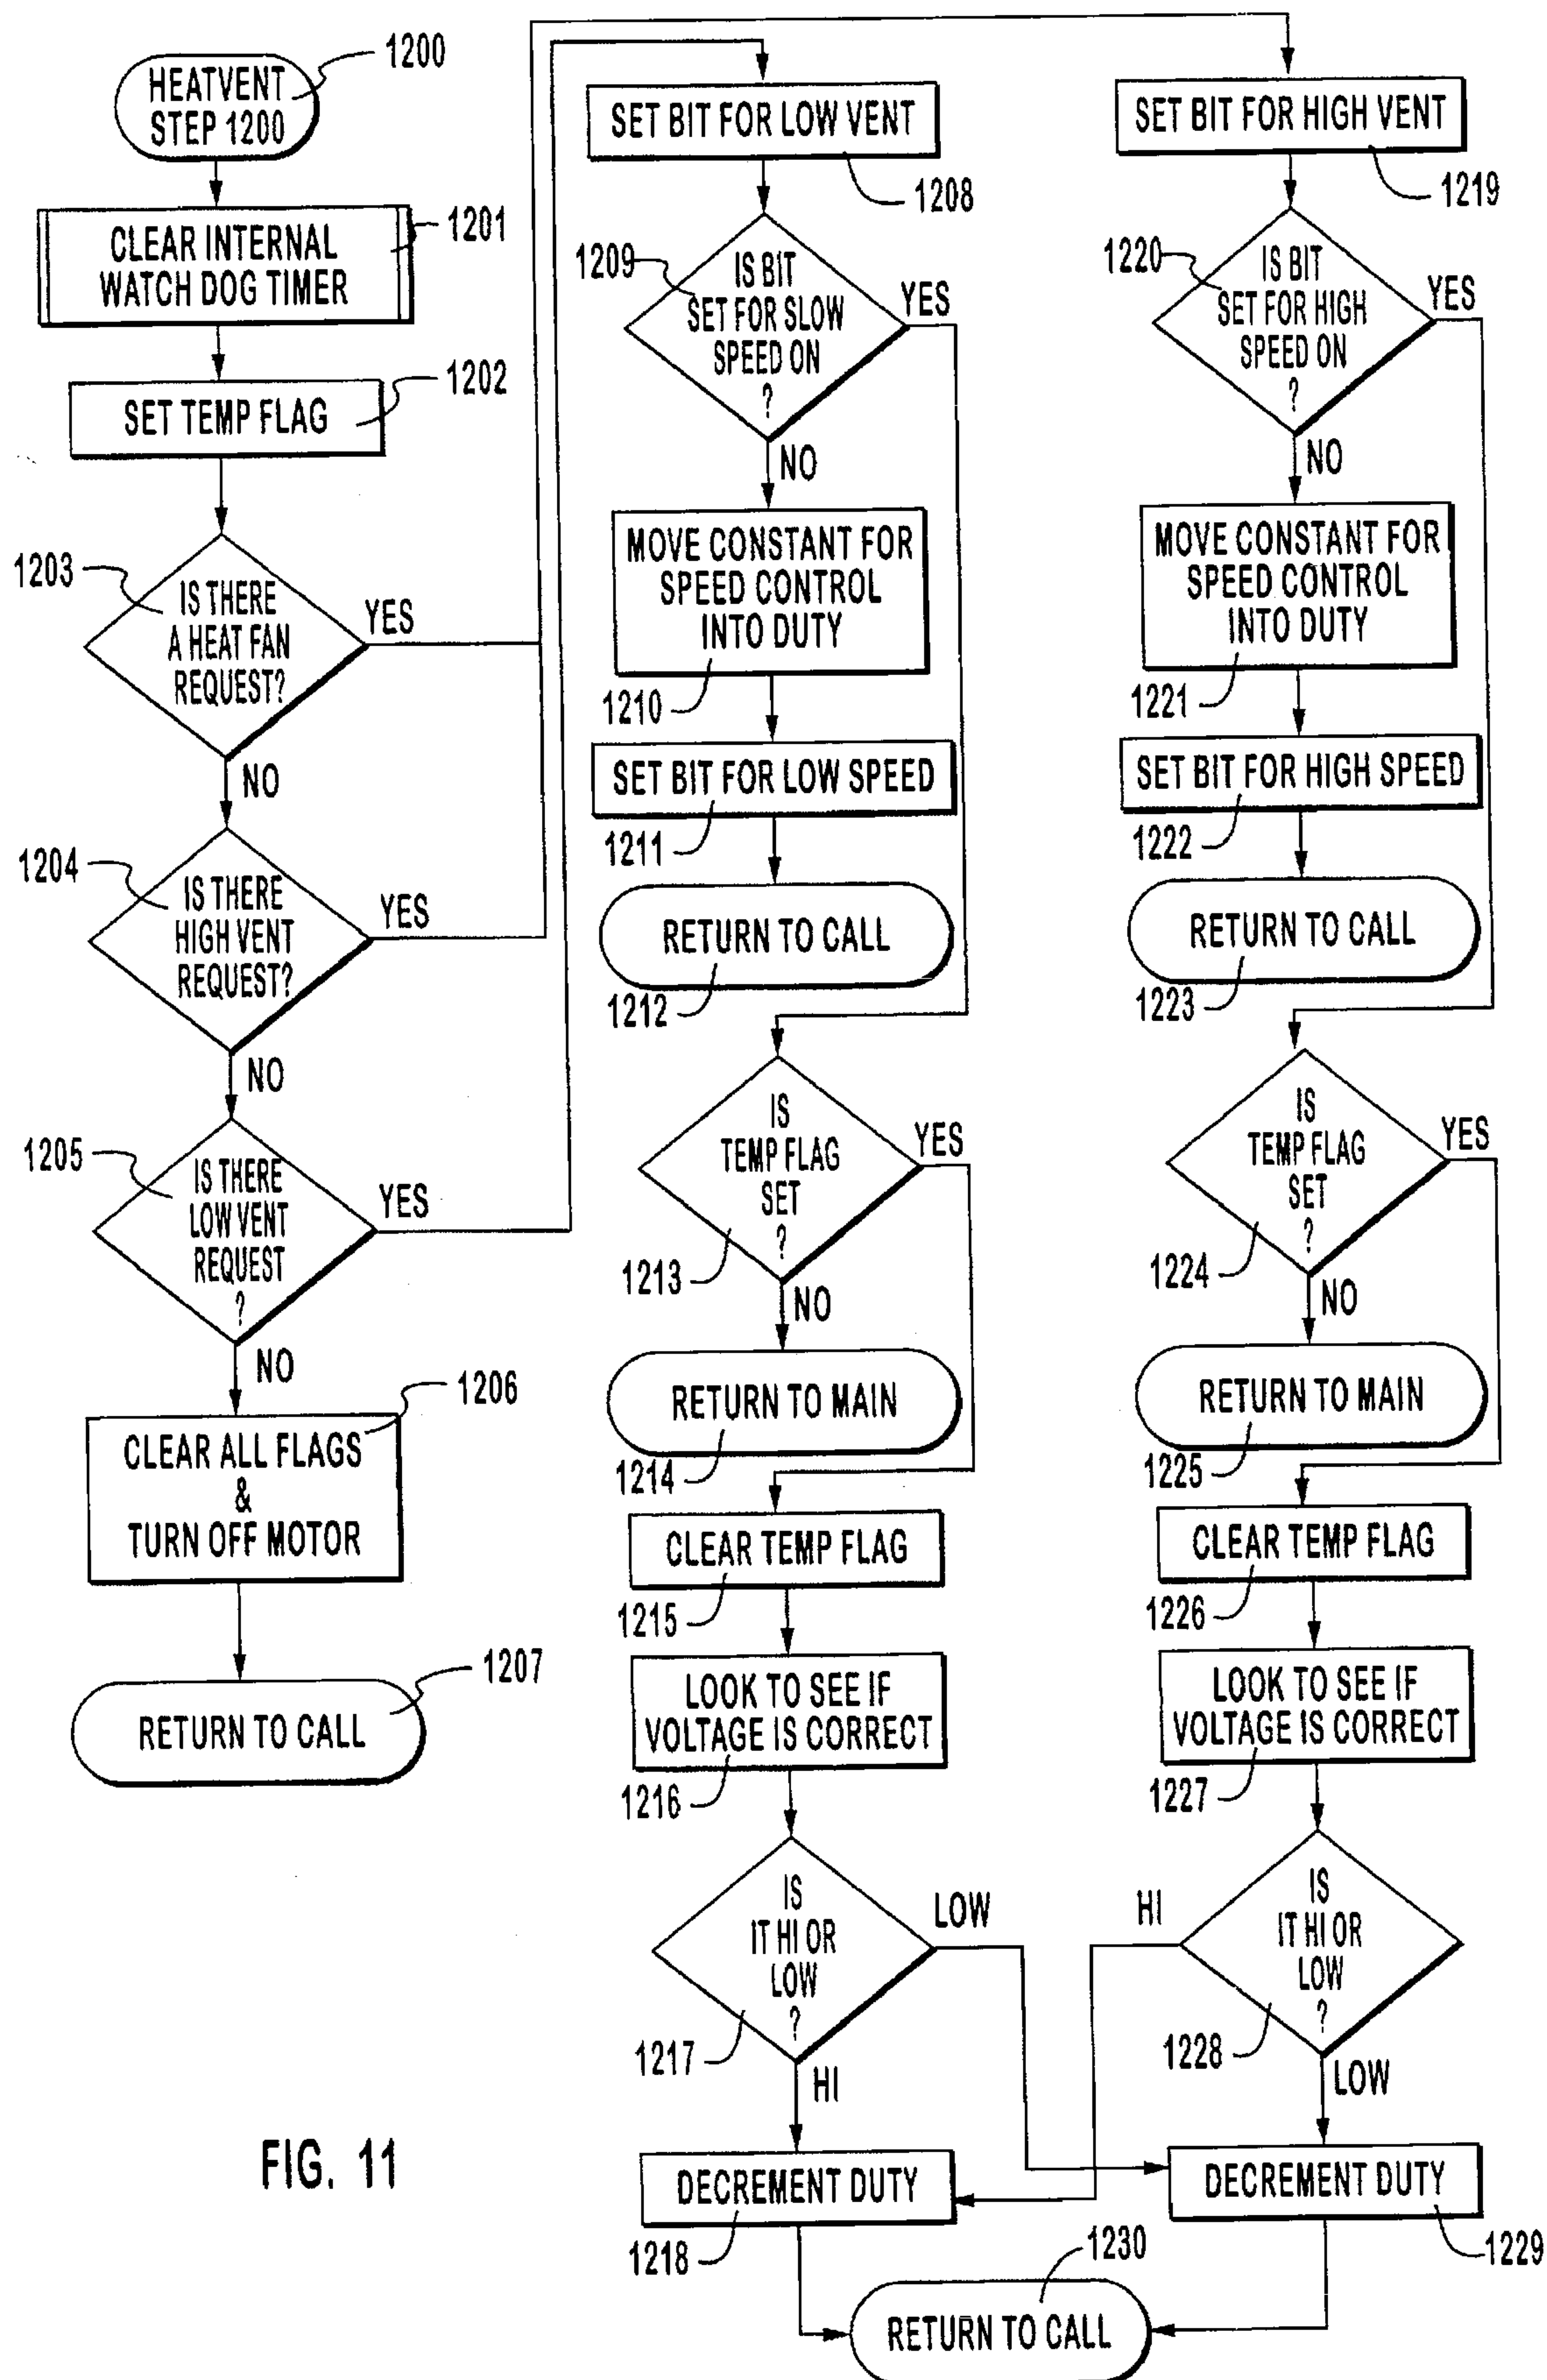 HEATVENT
STEP 1200
1200
CLEAR INTERNAL
WATCH DOG TIMER
1201
SET TEMP FLAG
1202
1203
IS THERE
A HEAT FAN
REQUEST?
YES
NO
1204
IS THERE
HIGH VENT
REQUEST?
YES
NO
1205
IS THERE
LOW VENT
REQUEST
?
YES
NO
1206
CLEAR ALL FLAGS
&
TURN OFF MOTOR
1207
RETURN TO CALL
SET BIT FOR LOW VENT
1208
1209
IS BIT
SET FOR SLOW
SPEED ON
?
YES
NO
MOVE CONSTANT FOR
SPEED CONTROL
INTO DUTY
1210
SET BIT FOR LOW SPEED
1211
RETURN TO CALL
1212
IS
TEMP FLAG
SET
?
YES
1213
NO
RETURN TO MAIN
1214
CLEAR TEMP FLAG
1215
LOOK TO SEE IF
VOLTAGE IS CORRECT
1216
IS
IT HI OR
LOW
?
LOW
1217
HI
DECREMENT DUTY
1218
SET BIT FOR HIGH VENT
1219
1220
IS BIT
SET FOR HIGH
SPEED ON
?
YES
NO
MOVE CONSTANT FOR
SPEED CONTROL
INTO DUTY
1221
SET BIT FOR HIGH SPEED
1222
RETURN TO CALL
1223
IS
TEMP FLAG
SET
?
YES
1224
NO
RETURN TO MAIN
1225
CLEAR TEMP FLAG
1226
LOOK TO SEE IF
VOLTAGE IS CORRECT
1227
HI
IS
IT HI OR
LOW
?
1228
LOW
DECREMENT DUTY
1229
1230
RETURN TO CALL
FIG. 11